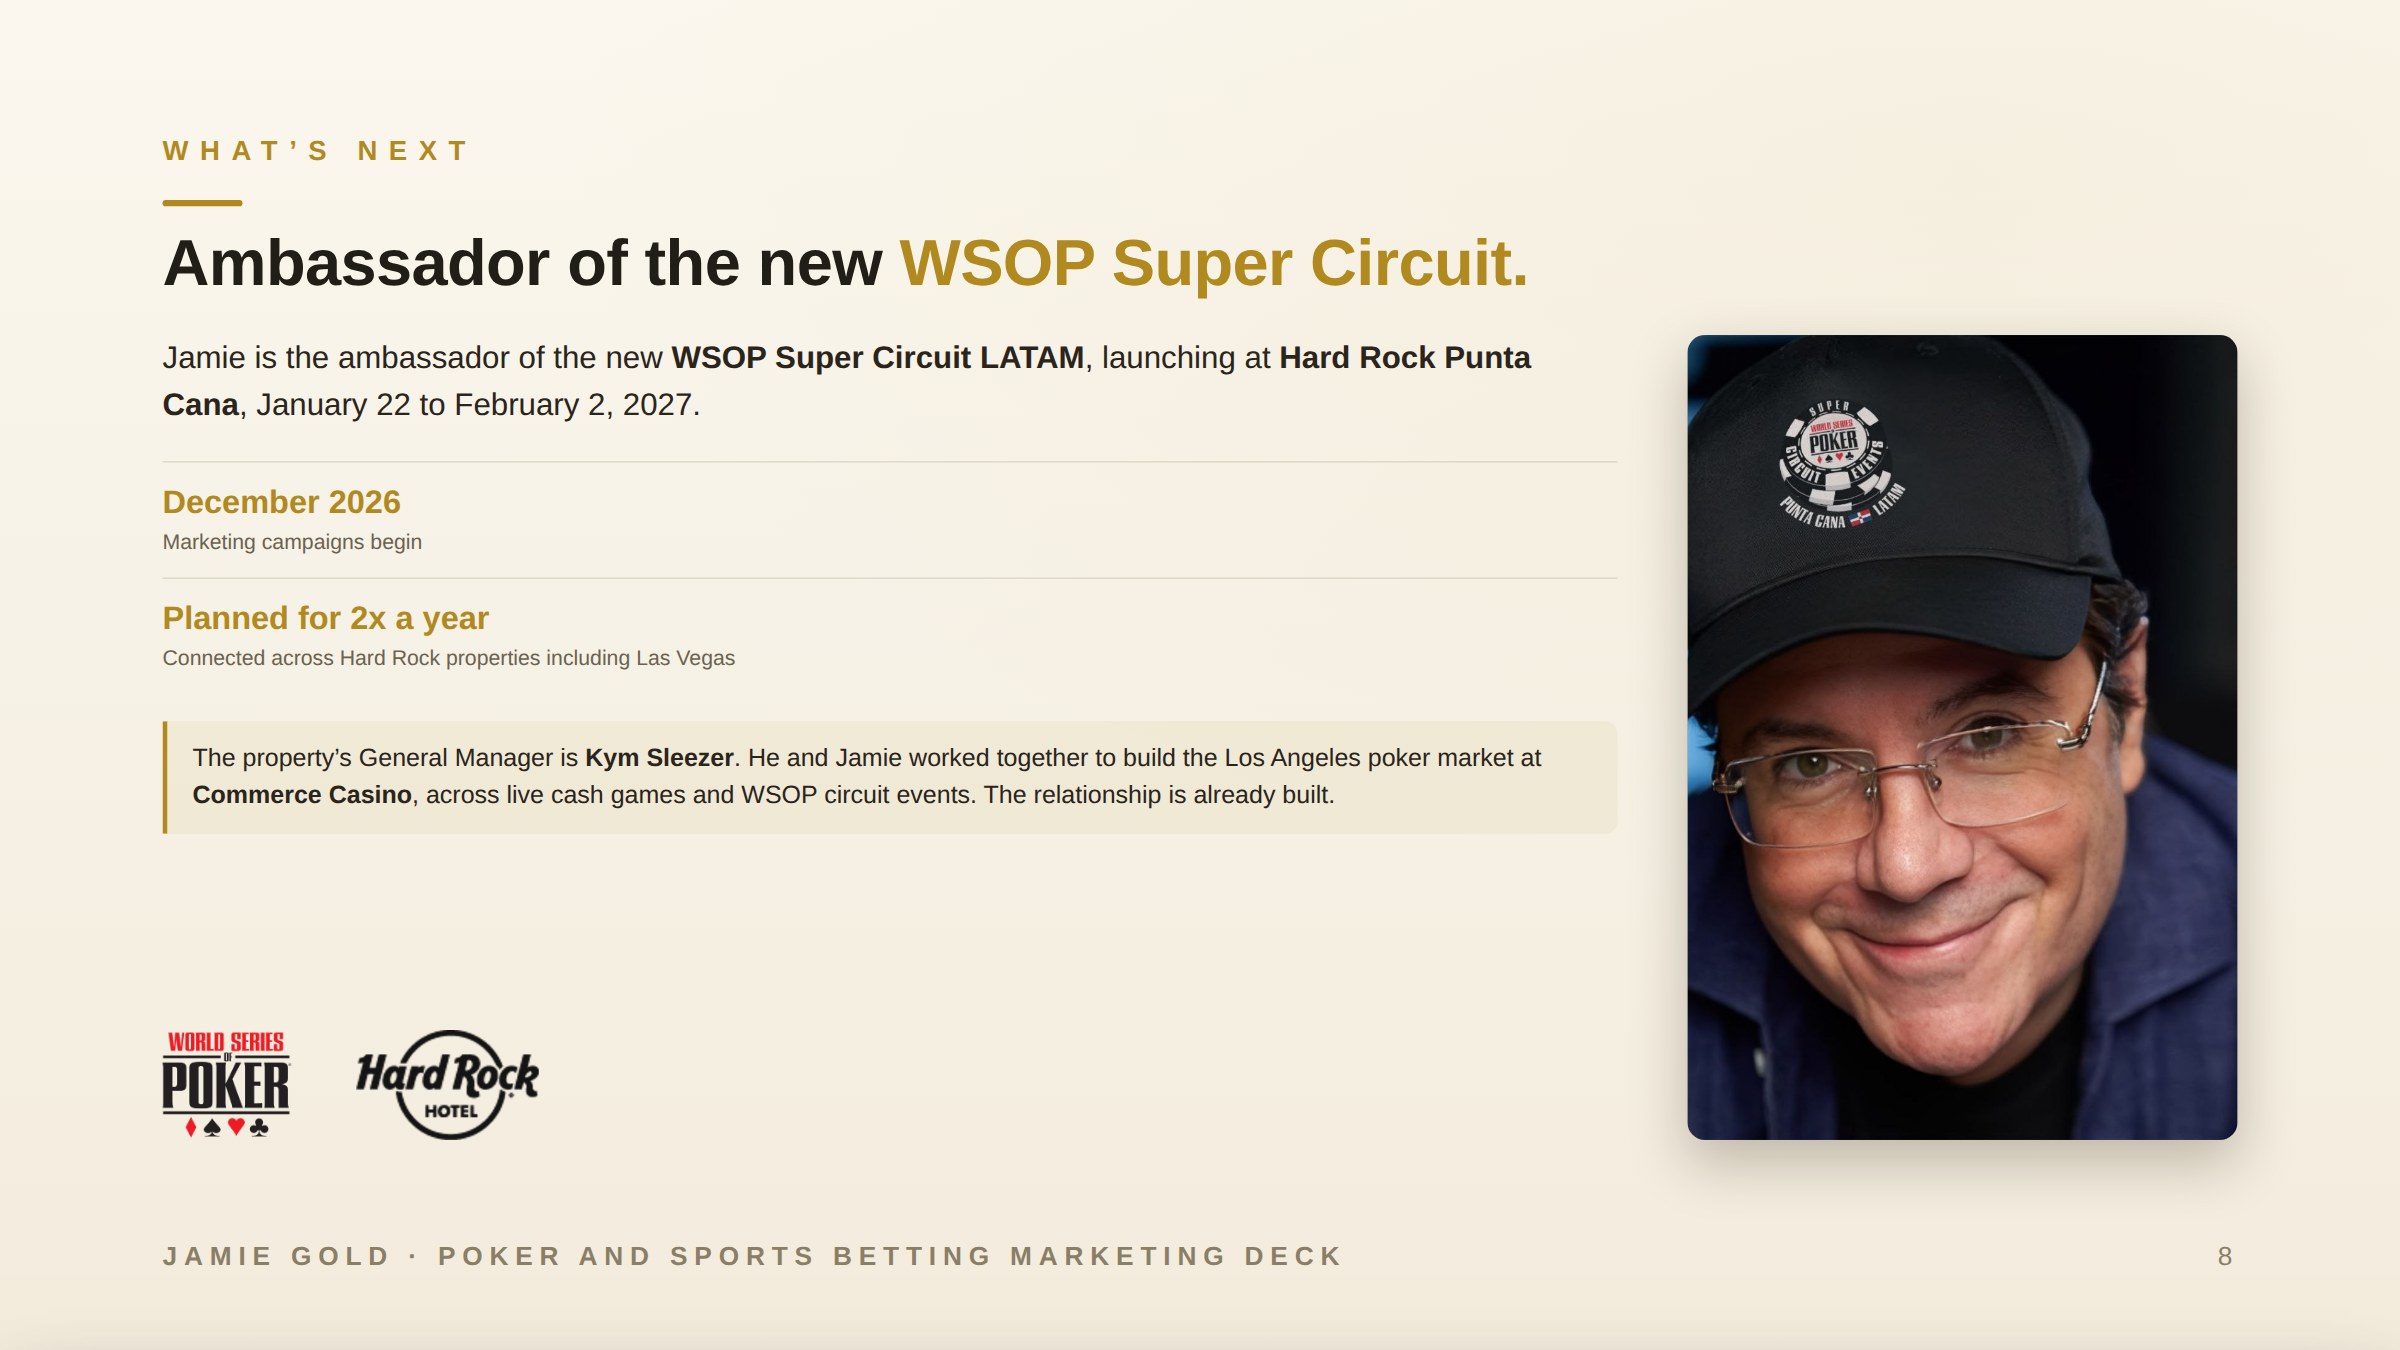 WHAT’S NEXT
Ambassador of the new WSOP Super Circuit.
Jamie is the ambassador of the new WSOP Super Circuit LATAM, launching at Hard Rock Punta
Cana, January 22 to February 2, 2027.
December 2026
Marketing campaigns begin
Planned for 2x a year
Connected across Hard Rock properties including Las Vegas
The property’s General Manager is Kym Sleezer. He and Jamie worked together to build the Los Angeles poker market at
Commerce Casino, across live cash games and WSOP circuit events. The relationship is already built.
SUPER
WORLD SERIES
OF
POKER
CIRCUIT EVENTS
PUNTA CANA LATAM
WORLD SERIES
OF
POKER
Hard Rock
HOTEL
JAMIE GOLD · POKER AND SPORTS BETTING MARKETING DECK
8